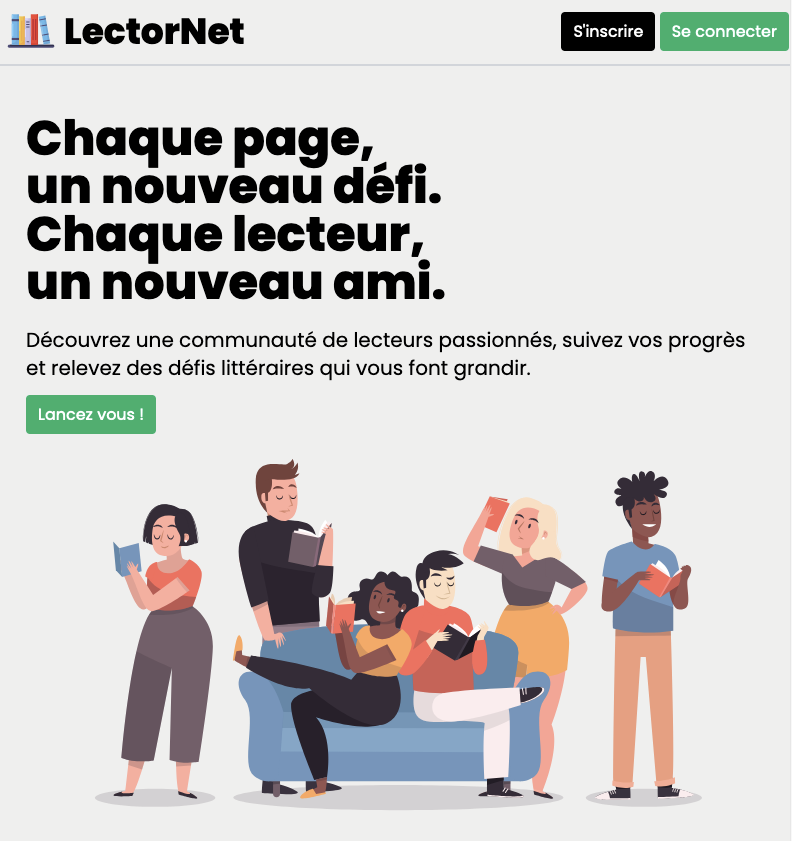 LectorNet
S'inscrire
Se connecter
Chaque page,
un nouveau défi.
Chaque lecteur,
un nouveau ami.
Découvrez une communauté de lecteurs passionnés, suivez vos progrès
et relevez des défis littéraires qui vous font grandir.
Lancez vous !